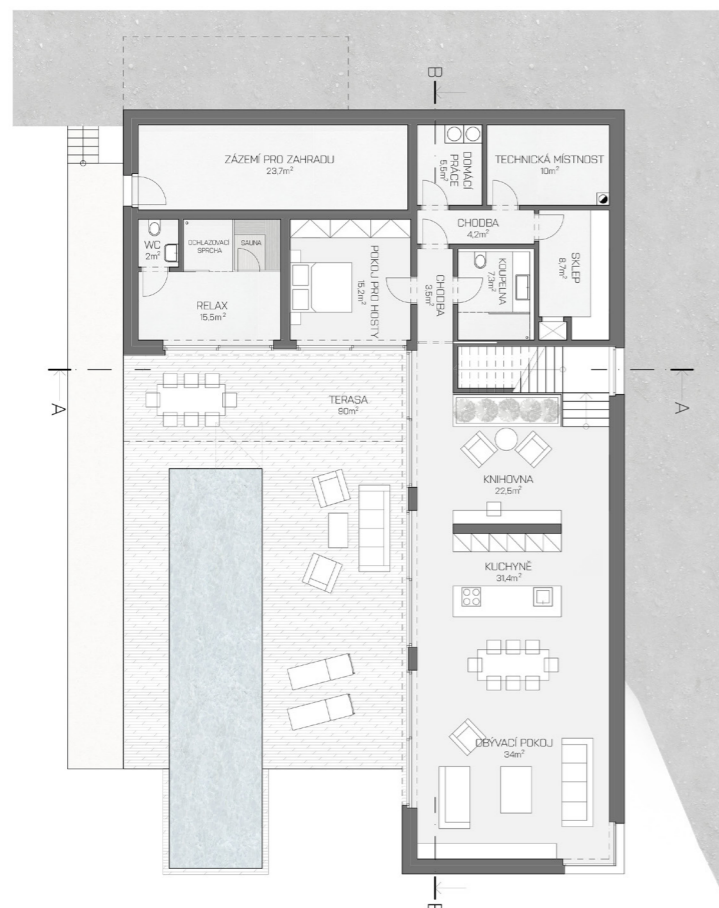 B
ZÁZEMÍ PRO ZAHRADU
23,7m²
DOMÁCÍ
PRÁCE
5,5m²
TECHNICKÁ MÍSTNOST
10m²
CHODBA
4,2m²
WC
2m²
OCHLAZOVACÍ
SPRCHA
SAUNA
POKOJ PRO HOSTY
15,2m²
CHODBA
3,5m²
KOUPELNA
7,3m²
SKLEP
8,7m²
RELAX
15,5m²
A
A
TERASA
90m²
KNIHOVNA
22,5m²
KUCHYNĚ
31,4m²
OBÝVACÍ POKOJ
34m²
B